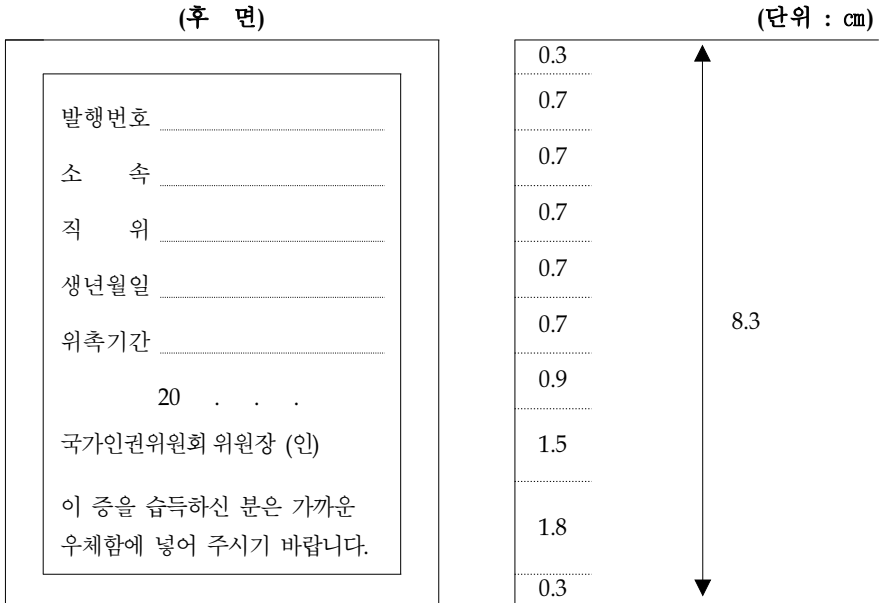 (후 면)
(단위 : ㎝)
발행번호
소 속
직 위
생년월일
위촉기간
20 . . .
국가인권위원회 위원장 (인)
이 증을 습득하신 분은 가까운
우체함에 넣어 주시기 바랍니다.
0.3
0.7
0.7
0.7
0.7
0.7
0.9
1.5
1.8
0.3
8.3